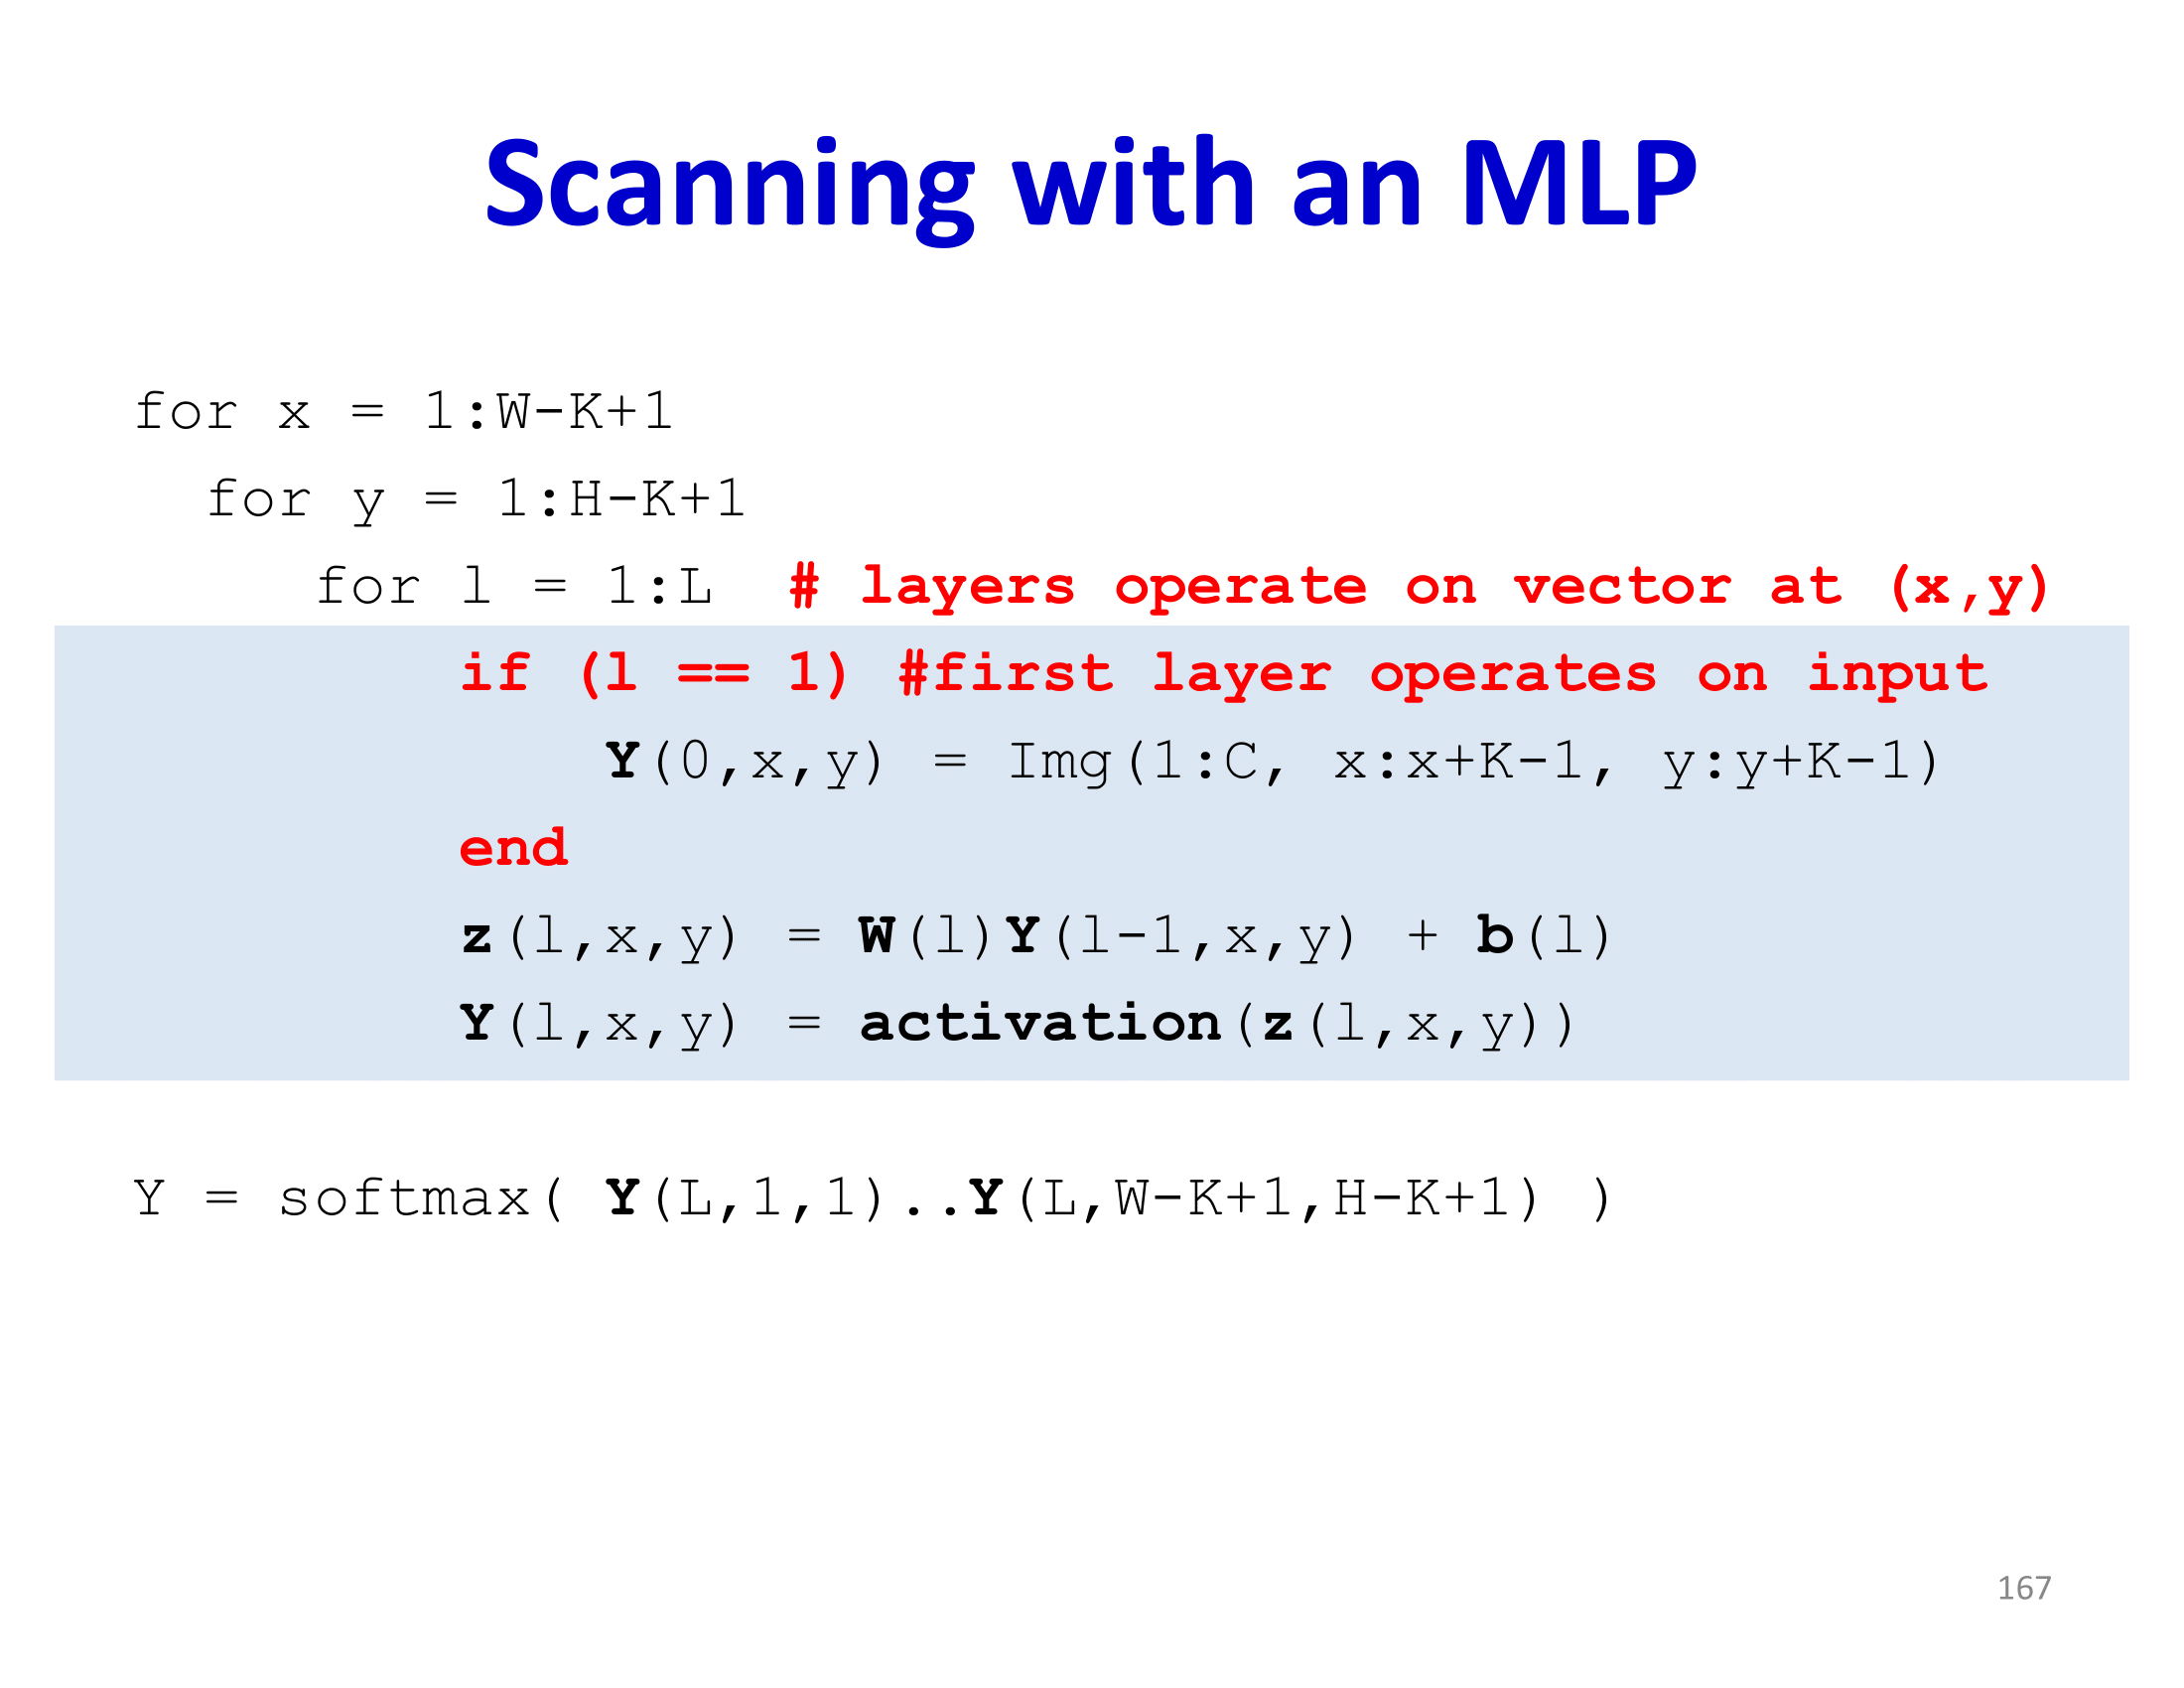 Scanning with an MLP
for x = 1:W-K+1
for y = 1:H-K+1
for l = 1:L # layers operate on vector at (x,y)
if (l == 1) #first layer operates on input
Y(0,x,y) = Img(1:C, x:x+K-1, y:y+K-1)
end
z(l,x,y) = W(l)Y(l-1,x,y) + b(l)
Y(l,x,y) = activation(z(l,x,y))
Y = softmax( Y(L,1,1)..Y(L,W-K+1,H-K+1) )
167